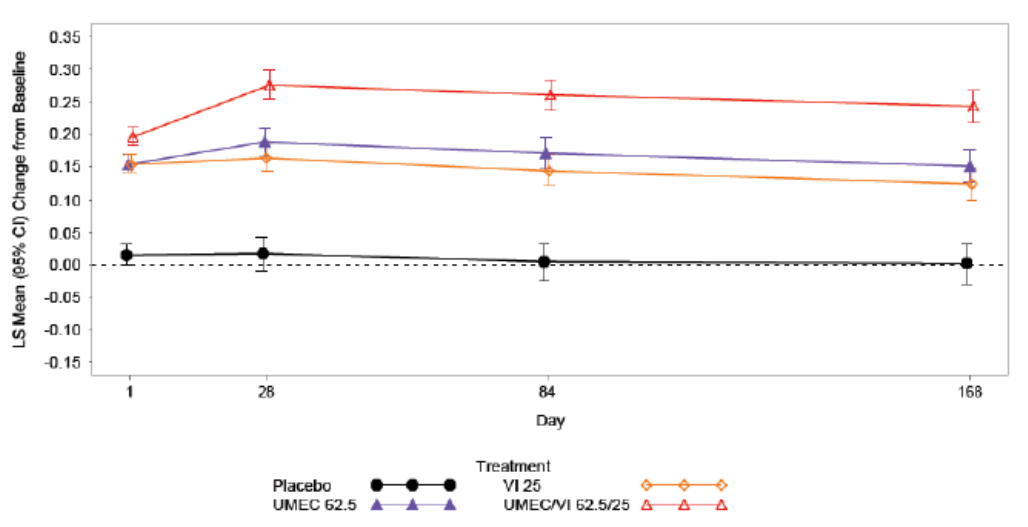 LS Mean (95% CI) Change from Baseline
0.35
0.30
0.25
0.20
0.15
0.10
0.05
0.00
-0.05
-0.10
-0.15
1 28 84 168
Day
Treatment
Placebo VI 25
UMEC 62.5 UMEC/VI 62.5/25